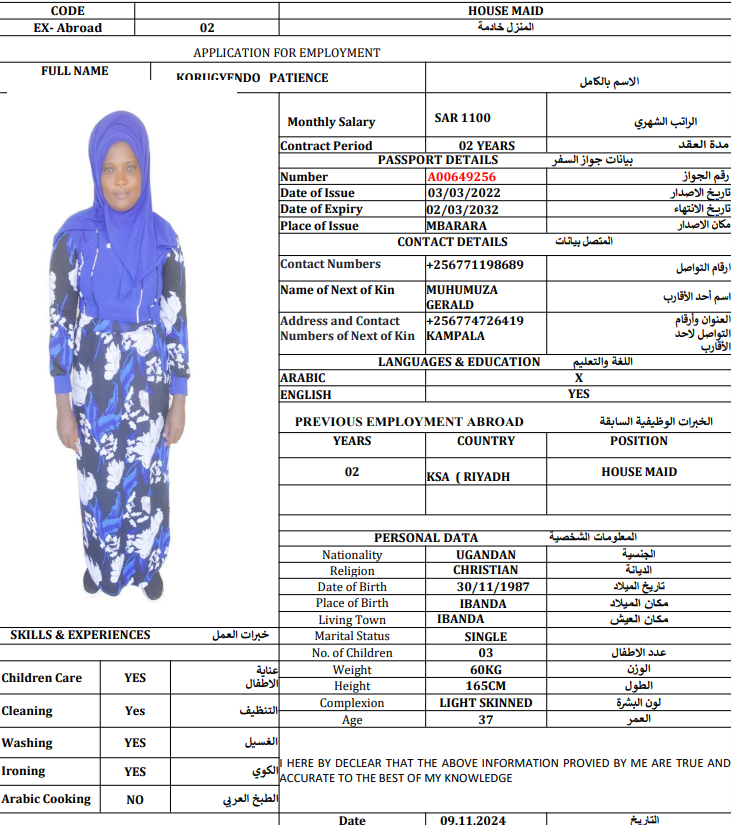 CODE HOUSE MAID
EX- Abroad 02 المنزل خادمة
APPLICATION FOR EMPLOYMENT
FULL NAME KORUGYENDO PATIENCE الاسم بالكامل
Monthly Salary SAR 1100 الراتب الشهري
Contract Period 02 YEARS مدة العقد
PASSPORT DETAILS بيانات جواز السفر
Number A00649256 رقم الجواز
Date of Issue 03/03/2022 تاريخ الاصدار
Date of Expiry 02/03/2032 تاريخ الانتهاء
Place of Issue MBARARA مكان الاصدار
CONTACT DETAILS المتصل بيانات
Contact Numbers +256771198689 ارقام التواصل
Name of Next of Kin MUHUMUZA اسم أحد الأقارب
GERALD
Address and Contact +256774726419 العنوان وأرقام
Numbers of Next of Kin KAMPALA التواصل لاحد
الأقارب
LANGUAGES & EDUCATION اللغة والتعليم
ARABIC X
ENGLISH YES
PREVIOUS EMPLOYMENT ABROAD الخبرات الوظيفية السابقة
YEARS COUNTRY POSITION
02 KSA ( RIYADH HOUSE MAID
PERSONAL DATA المعلومات الشخصية
Nationality UGANDAN الجنسية
Religion CHRISTIAN الديانة
Date of Birth 30/11/1987 تاريخ الميلاد
Place of Birth IBANDA مكان الميلاد
Living Town IBANDA مكان العيش
Marital Status SINGLE
No. of Children 03 عدد الاطفال
Weight 60KG الوزن
Height 165CM الطول
Complexion LIGHT SKINNED لون البشرة
Age 37 العمر
SKILLS & EXPERIENCES خبرات العمل
Children Care YES عناية
الاطفال
Cleaning Yes التنظيف
Washing YES الغسيل
Ironing YES الكوي
Arabic Cooking NO الطبخ العربي
I HERE BY DECLEAR THAT THE ABOVE INFORMATION PROVIED BY ME ARE TRUE AND
ACCURATE TO THE BEST OF MY KNOWLEDGE
Date 09.11.2024 التاريخ